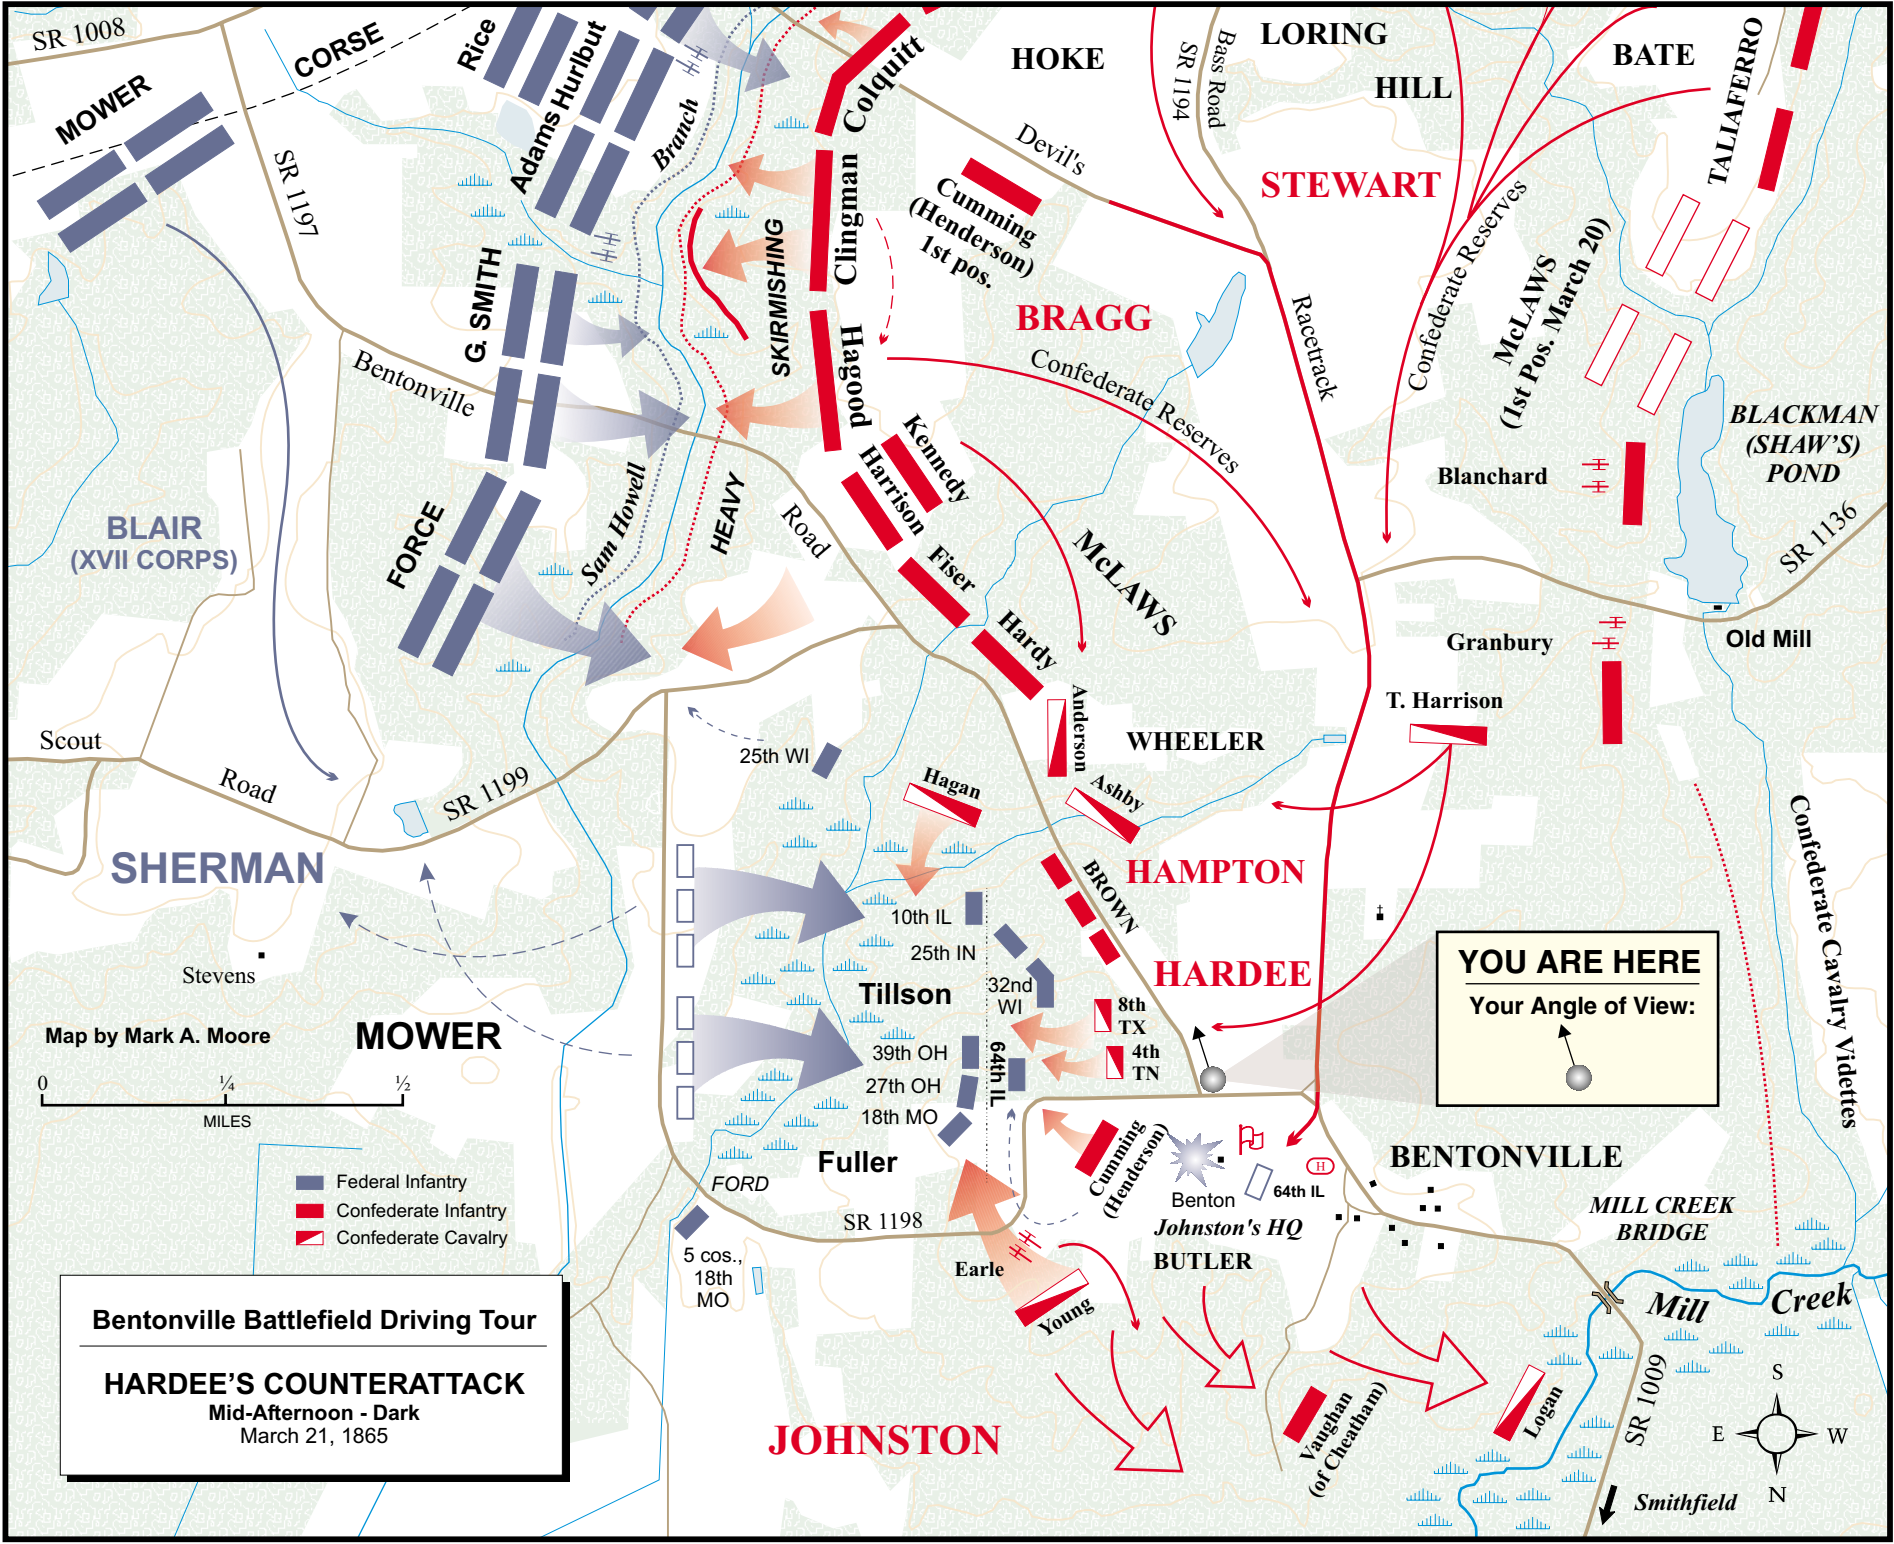 SR 1008
CORSE
MOWER
Rice
Hurlbut
Adams
SR 1197
Branch
Colquitt
HOKE
Devil's
SR 1194
Bass Road
LORING
HILL
BATE
TALIAFERRO
STEWART
Clingman
Cumming
(Henderson)
1st pos.
SKIRMISHING
G. SMITH
Bentonville
Hagood
BRAGG
Confederate Reserves
Racetrack
Confederate Reserves
McLAWS
(1st Pos. March 20)
BLACKMAN
(SHAW'S)
POND
Blanchard
SR 1136
Kennedy
Harrison
HEAVY
Sam Howell
FORCE
BLAIR
(XVII CORPS)
Road
Fiser
McLAWS
Hardy
Granbury
Old Mill
T. Harrison
Anderson
WHEELER
Ashby
25th WI
Hagan
Scout
Road
SR 1199
SHERMAN
Stevens
HAMPTON
BROWN
10th IL
25th IN
32nd
WI
Tillson
HARDEE
8th
TX
4th
TN
39th OH
64th IL
27th OH
18th MO
Fuller
YOU ARE HERE
Your Angle of View:
Confederate Cavalry Videttes
Map by Mark A. Moore
MOWER
0 ¼ ½
MILES
Federal Infantry
Confederate Infantry
Confederate Cavalry
FORD
SR 1198
5 cos.,
18th
MO
Cumming
(Henderson)
Benton
64th IL
H
Johnston's HQ
BUTLER
BENTONVILLE
MILL CREEK
BRIDGE
Earle
Young
Mill Creek
Bentonville Battlefield Driving Tour
HARDEE'S COUNTERATTACK
Mid-Afternoon - Dark
March 21, 1865
JOHNSTON
Vaughan
(of Cheatham)
Logan
SR 1009
S
E W
N
Smithfield